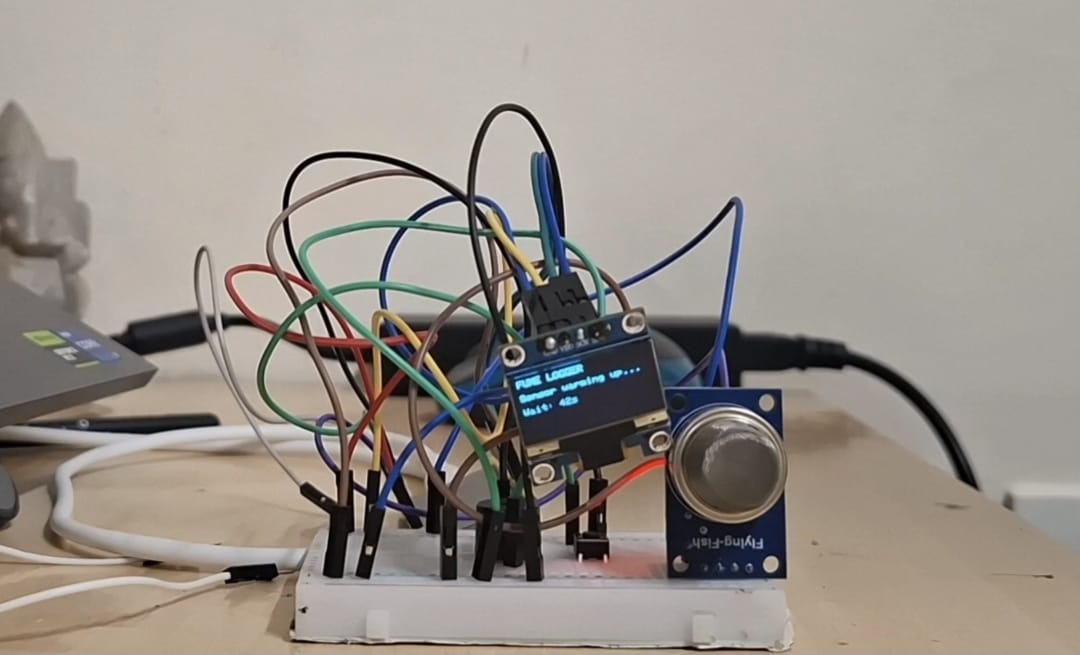 FUME LOGGER
Sensor warming up...
Wait: 42s
Flying-Fish